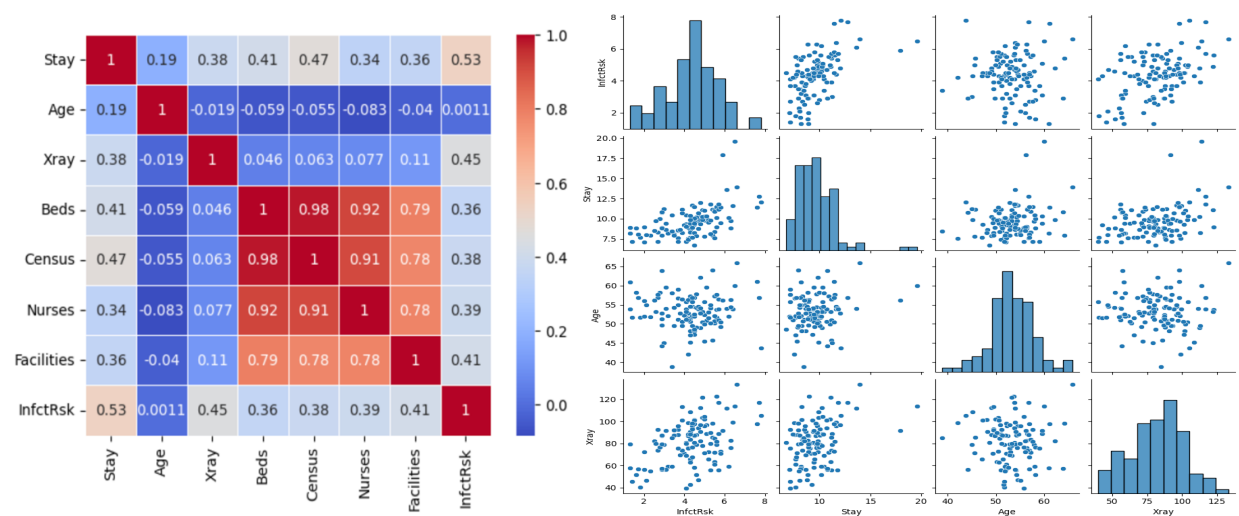 Stay 1 0.19 0.38 0.41 0.47 0.34 0.36 0.53
Age 0.19 1 -0.019 -0.059 -0.055 -0.083 -0.04 0.0011
Xray 0.38 -0.019 1 0.046 0.063 0.077 0.11 0.45
Beds 0.41 -0.059 0.046 1 0.98 0.92 0.79 0.36
Census 0.47 -0.055 0.063 0.98 1 0.91 0.78 0.38
Nurses 0.34 -0.083 0.077 0.92 0.91 1 0.78 0.39
Facilities 0.36 -0.04 0.11 0.79 0.78 0.78 1 0.41
InfctRsk 0.53 0.0011 0.45 0.36 0.38 0.39 0.41 1
Stay Age Xray Beds Census Nurses Facilities InfctRsk
1.0
0.8
0.6
0.4
0.2
0.0
InfctRsk
8
6
4
2
Stay
20.0
17.5
15.0
12.5
10.0
7.5
Age
65
60
55
50
45
40
Xray
120
100
80
60
40
2 4 6 8
InfctRsk
10 15 20
Stay
40 50 60
Age
50 75 100 125
Xray